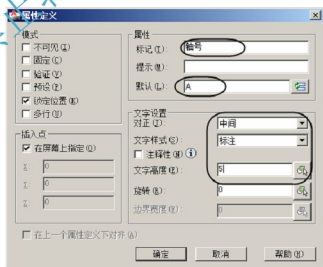 属性定义
模式
不可见(I)
固定(C)
验证(V)
预设(P)
锁定位置(K)
多行(U)
插入点
在屏幕上指定(O)
X: 0
Y: 0
Z: 0
在上一个属性定义下对齐(A)
属性
标记(T): 轴号
提示(M):
默认(L): A
文字设置
对正(J): 中间
文字样式(S): 标注
注释性(N)
文字高度(E): 5
旋转(R): 0
边界宽度(W): 0
确定 取消 帮助(H)